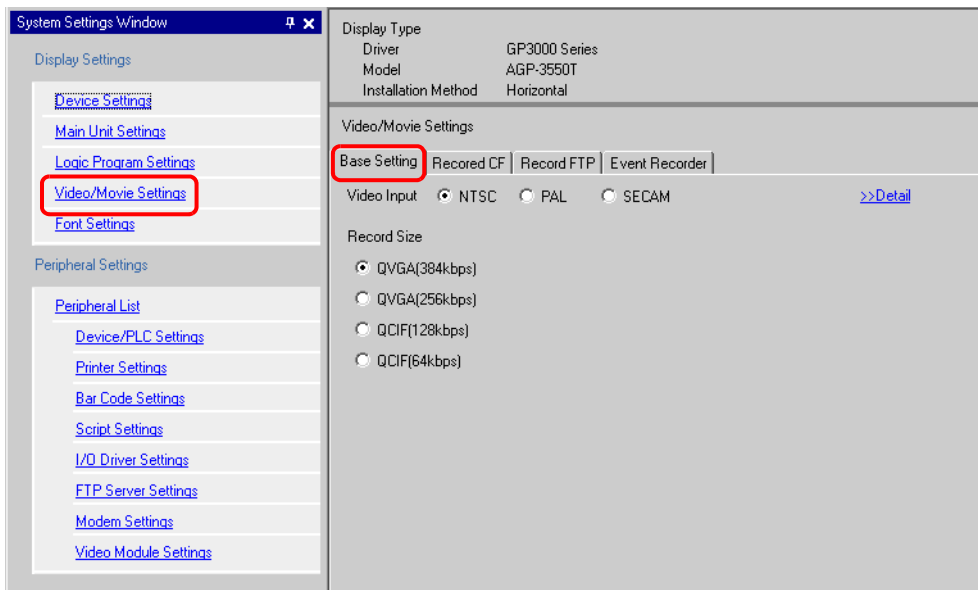 System Settings Window
Display Settings
Device Settings
Main Unit Settings
Logic Program Settings
Video/Movie Settings
Font Settings
Peripheral Settings
Peripheral List
Device/PLC Settings
Printer Settings
Bar Code Settings
Script Settings
I/O Driver Settings
FTP Server Settings
Modem Settings
Video Module Settings
Display Type
Driver GP3000 Series
Model AGP-3550T
Installation Method Horizontal
Video/Movie Settings
Base Setting Recored CF Record FTP Event Recorder
Video Input NTSC PAL SECAM >>Detail
Record Size
QVGA(384kbps)
QVGA(256kbps)
QCIF(128kbps)
QCIF(64kbps)